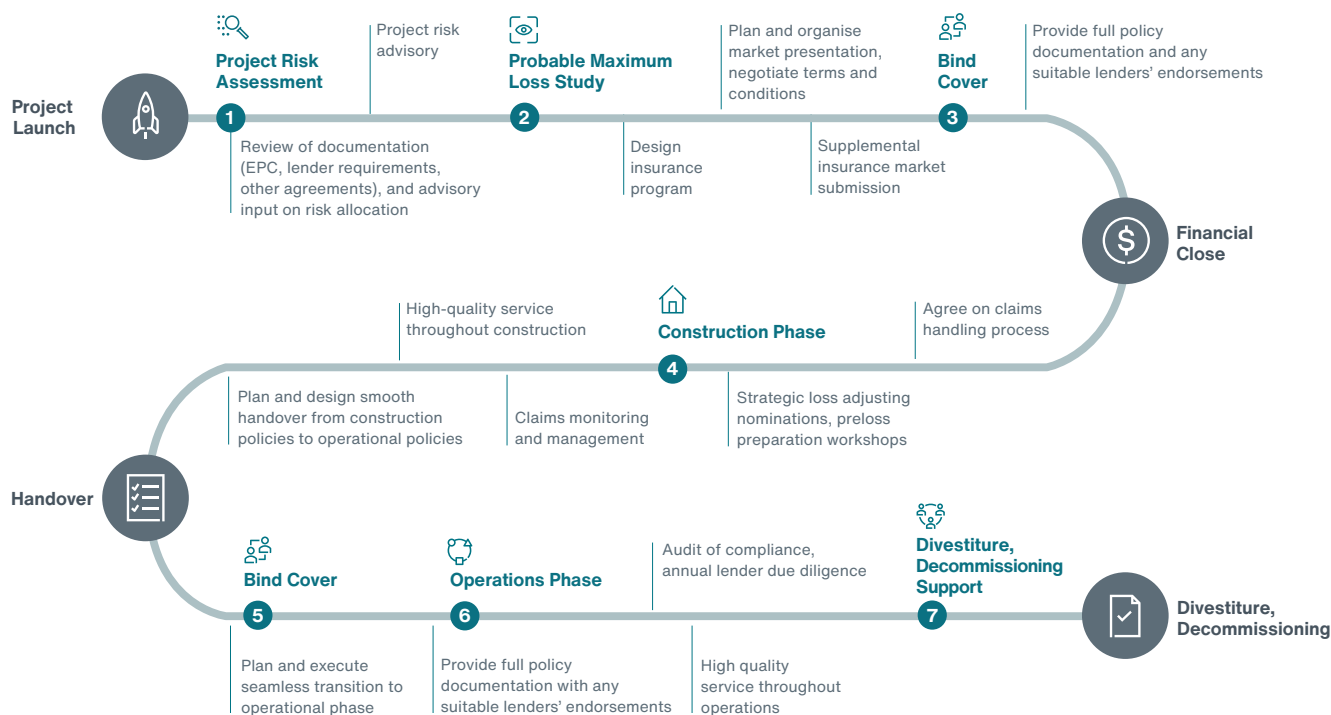 Project
Launch
1
Project Risk
Assessment
Review of documentation
(EPC, lender requirements,
other agreements), and advisory
input on risk allocation
Project risk
advisory
Probable Maximum
Loss Study
2
Design
insurance
program
Plan and organise
market presentation,
negotiate terms and
conditions
Supplemental
insurance market
submission
Bind
Cover
3
Provide full policy
documentation and any
suitable lenders’ endorsements
$
Financial
Close
Agree on claims
handling process
Strategic loss adjusting
nominations, preloss
preparation workshops
Construction Phase
4
Claims monitoring
and management
High-quality service
throughout construction
Plan and design smooth
handover from construction
policies to operational policies
Handover
Bind Cover
5
Plan and execute
seamless transition to
operational phase
Operations Phase
6
Provide full policy
documentation with any
suitable lenders’ endorsements
Audit of compliance,
annual lender due diligence
High quality
service throughout
operations
Divestiture,
Decommissioning
Support
7
Divestiture,
Decommissioning